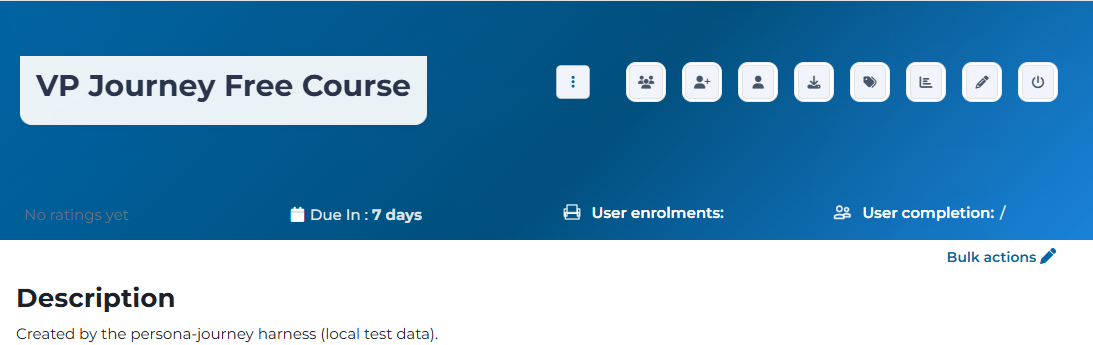 VP Journey Free Course
No ratings yet
Due In : 7 days
User enrolments:
User completion: /
Bulk actions
Description
Created by the persona-journey harness (local test data).